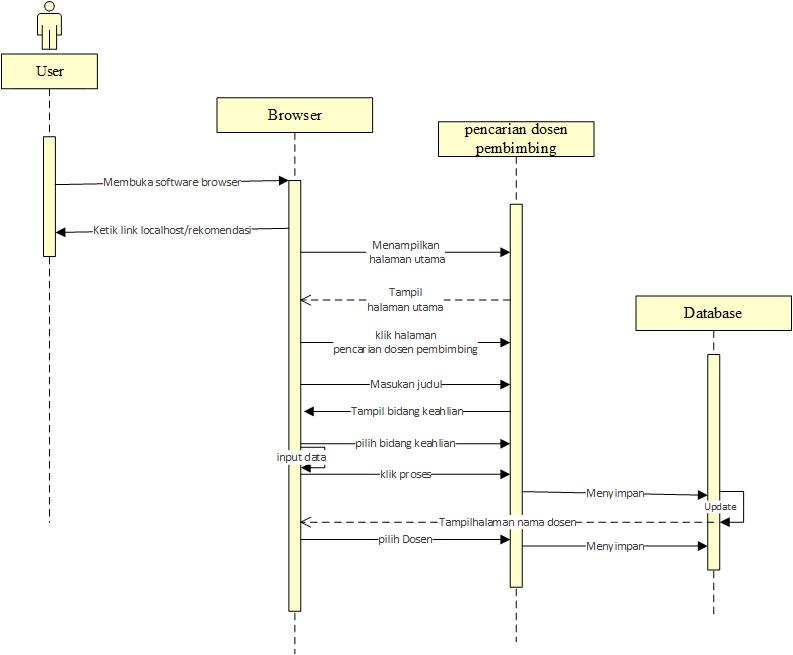 User
Browser
pencarian dosen
pembimbing
Membuka software browser
Ketik link localhost/rekomendasi
Menampilkan
halaman utama
Tampil
halaman utama
Database
klik halaman
pencarian dosen pembimbing
Masukan judul
Tampil bidang keahlian
pilih bidang keahlian
input data
klik proses
Menyimpan
Update
Tampilhalaman nama dosen
pilih Dosen
Menyimpan